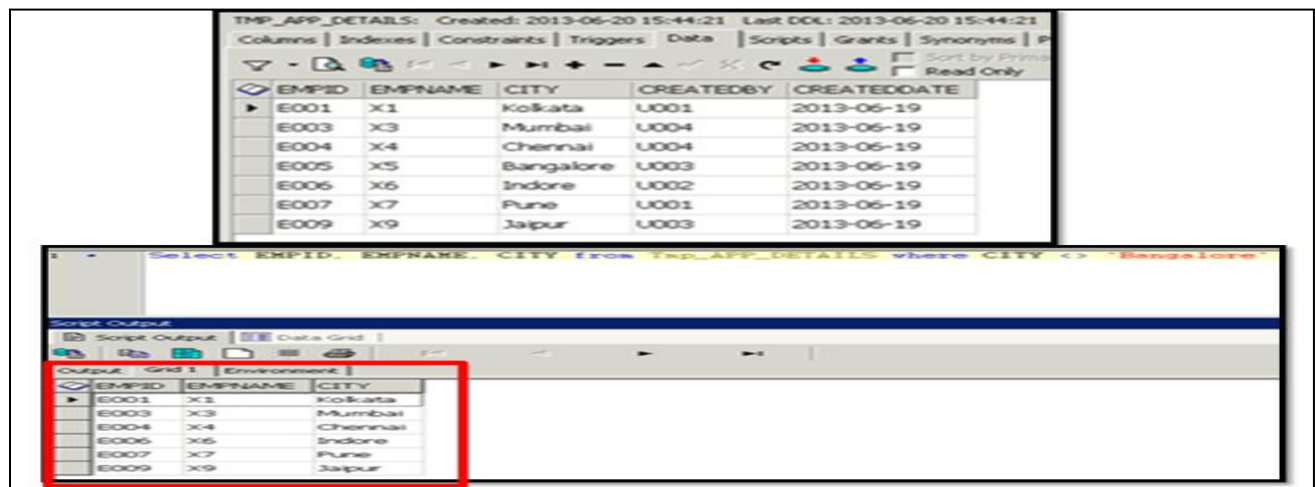 TMP_APP_DETAILS: Created: 2013-06-20 15:44:21 Last DDL: 2013-06-20 15:44:21
Columns | Indexes | Constraints | Triggers Data | Scripts | Grants | Synonyms | P
Sort by Prima
Read Only
EMPID EMPNAME CITY CREATEDBY CREATEDDATE
E001 X1 Kolkata U001 2013-06-19
E003 X3 Mumbai U004 2013-06-19
E004 X4 Chennai U004 2013-06-19
E005 X5 Bangalore U003 2013-06-19
E006 X6 Indore U002 2013-06-19
E007 X7 Pune U001 2013-06-19
E009 X9 Jaipur U003 2013-06-19
1 Select EMPID, EMPNAME, CITY from Tmp_APP_DETAILS where CITY <> 'Bangalore'
Script Output
Script Output Data Grid
Output Grid 1 Environment
EMPID EMPNAME CITY
E001 X1 Kolkata
E003 X3 Mumbai
E004 X4 Chennai
E006 X6 Indore
E007 X7 Pune
E009 X9 Jaipur